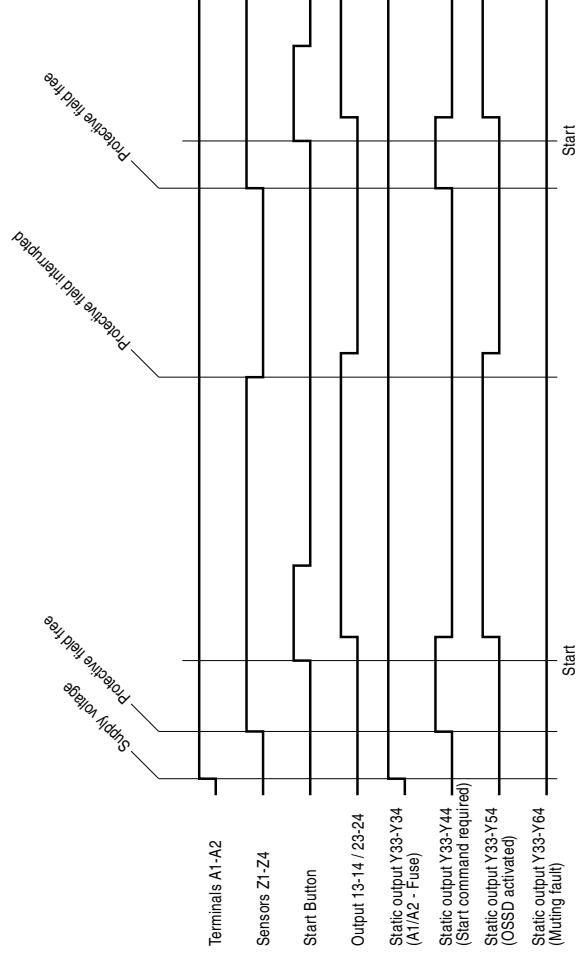 Supply voltage
Protective field free
Protective field interrupted
Protective field free
Terminals A1-A2
Sensors Z1-Z4
Start Button
Output 13-14 / 23-24
Static output Y33-Y34
(A1/A2 - Fuse)
Static output Y33-Y44
(Start command required)
Static output Y33-Y54
(OSSD activated)
Static output Y33-Y64
(Muting fault)
Start
Start